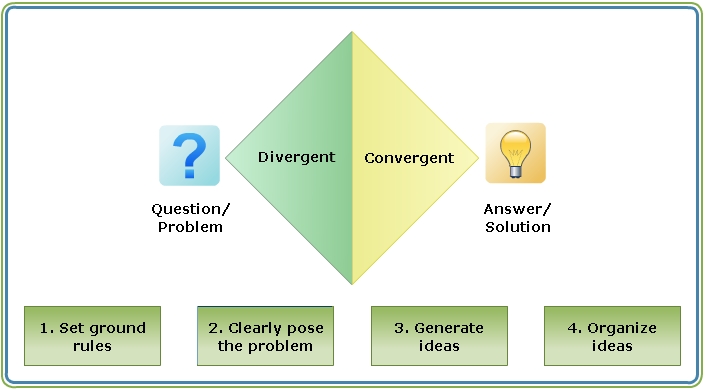 ?
Divergent
Convergent
Question/
Problem
Answer/
Solution
1. Set ground
rules
2. Clearly pose
the problem
3. Generate
ideas
4. Organize
ideas